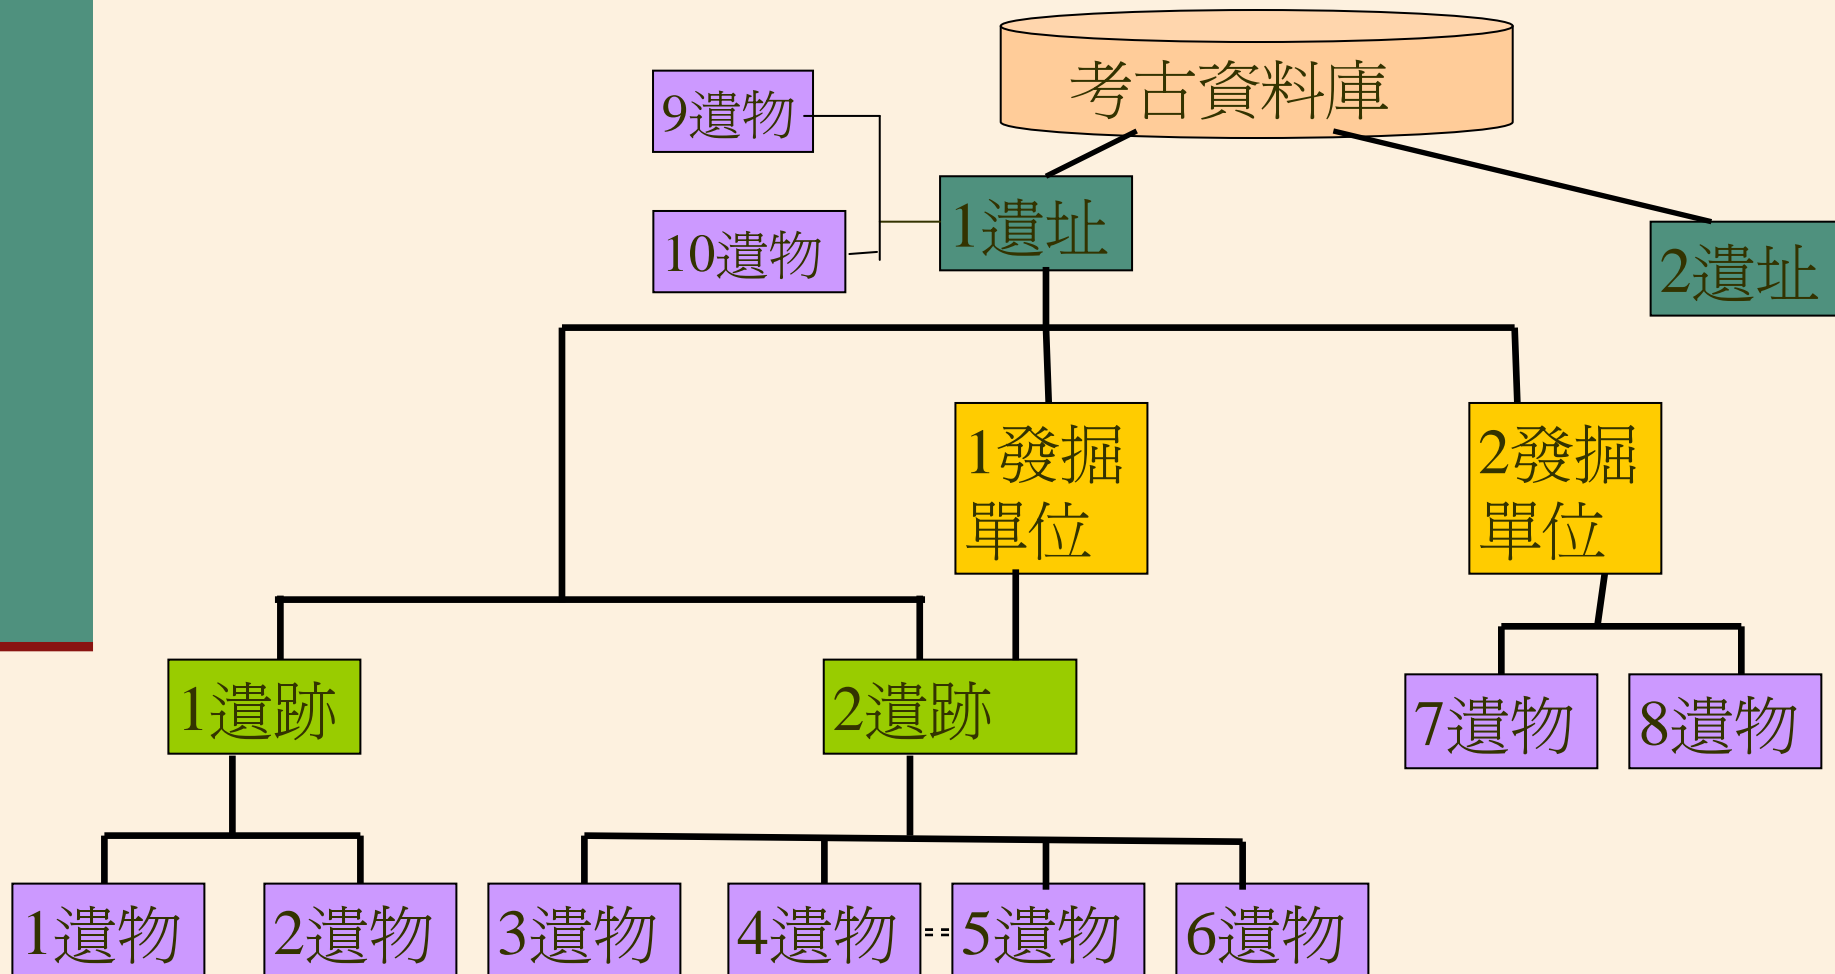 考古資料庫
9遺物
1遺址
10遺物
2遺址
1發掘
單位
2發掘
單位
1遺跡
2遺跡
7遺物
8遺物
1遺物
2遺物
3遺物
4遺物
5遺物
6遺物